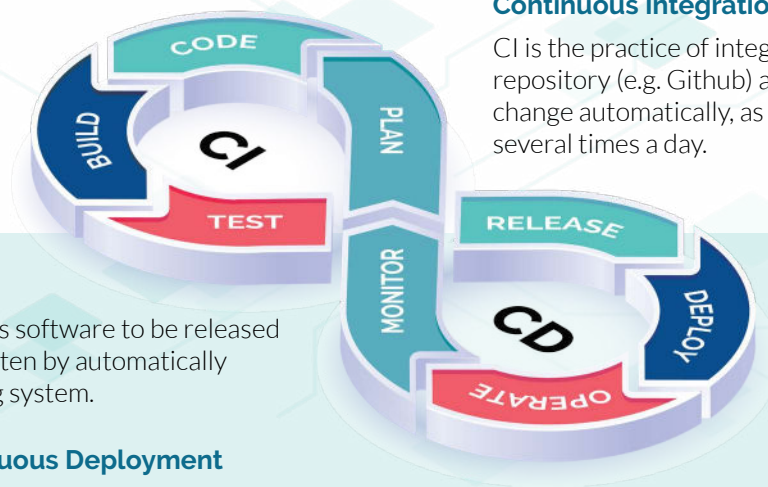 Continuous Integratio
CI is the practice of integ
repository (e.g. Github) a
change automatically, as
several times a day.
CODE
BUILD
CI
TEST
PLAN
MONITOR
RELEASE
DEPLOY
OPERATE
CD
s software to be released
ten by automatically
g system.
uous Deployment